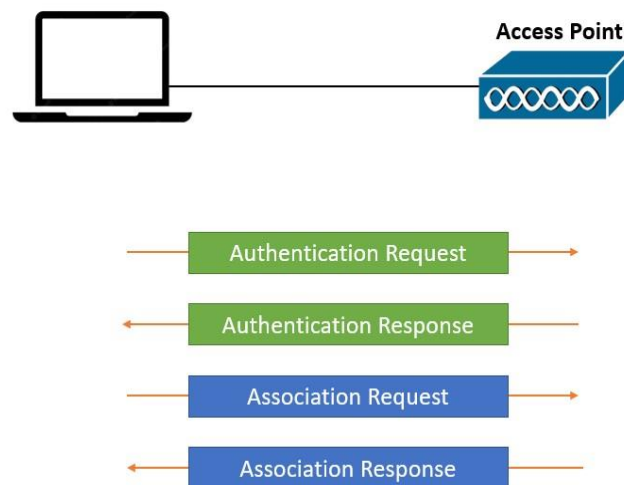 Access Point
Authentication Request
Authentication Response
Association Request
Association Response